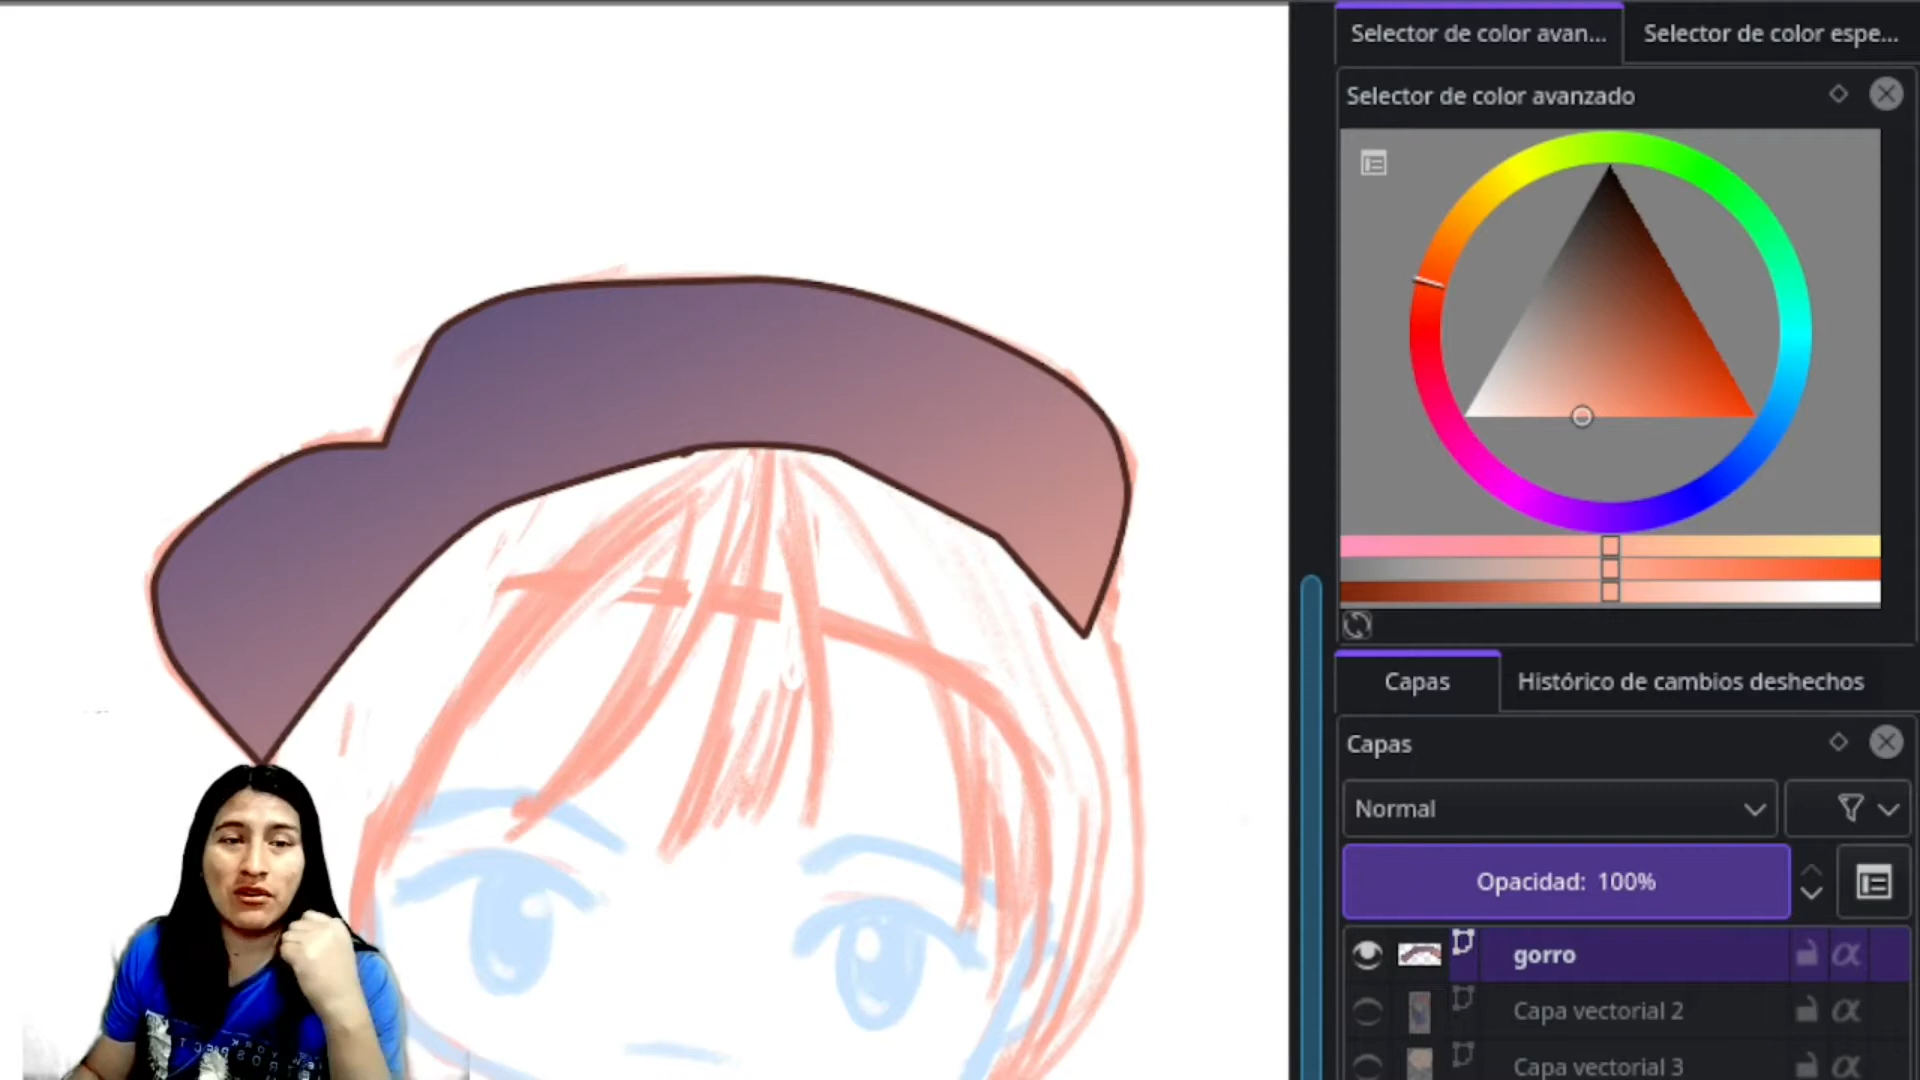 Selector de color avan...
Selector de color espe...
Selector de color avanzado
Capas
Histórico de cambios deshechos
Capas
Normal
Opacidad: 100%
gorro
Capa vectorial 2
Capa vectorial 3